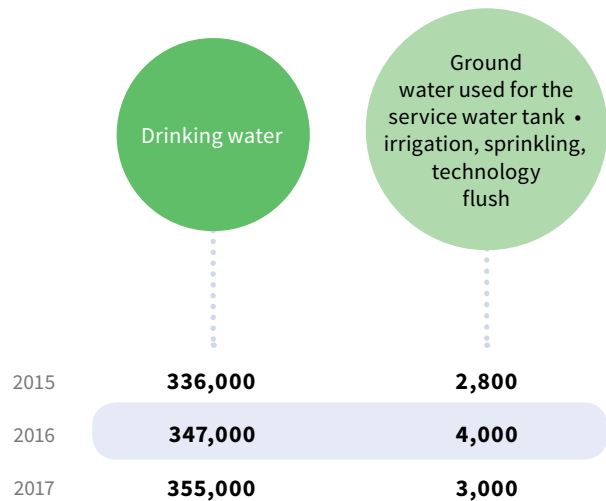 Drinking water
Ground
water used for the
service water tank •
irrigation, sprinkling,
technology
flush
2015 336,000 2,800
2016 347,000 4,000
2017 355,000 3,000